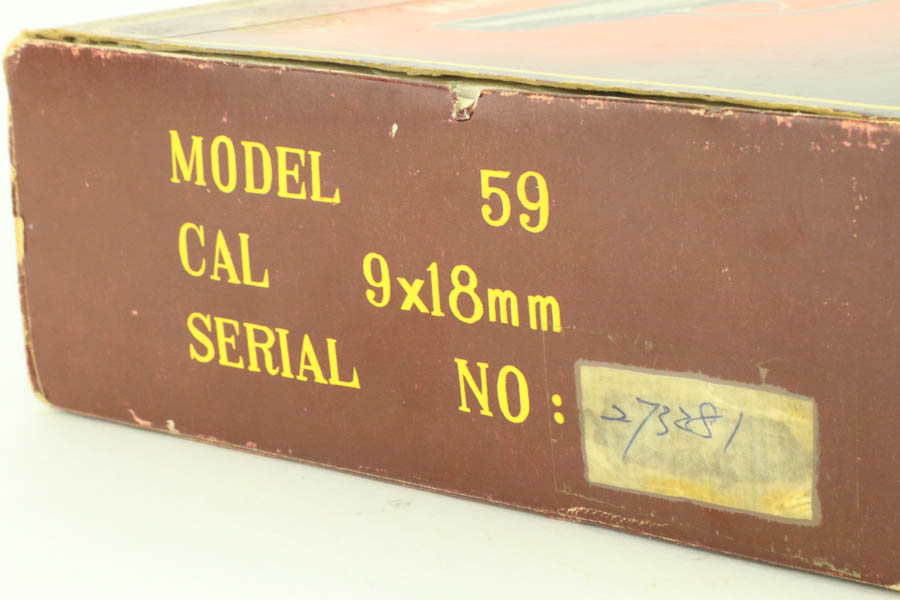 MODEL 59
CAL 9x18mm
SERIAL NO: 273281